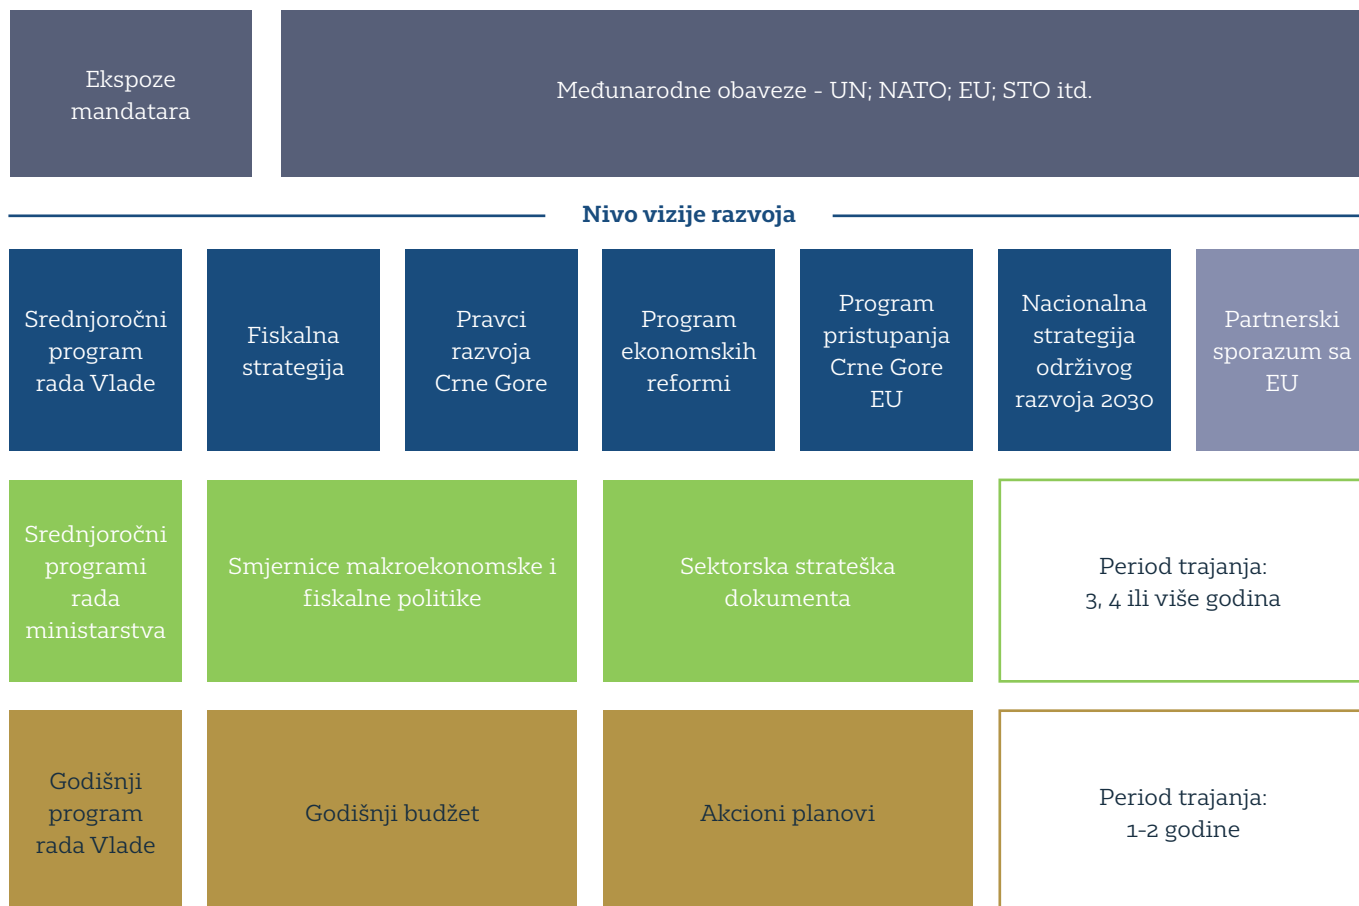 Ekspoze
mandatara
Međunarodne obaveze - UN; NATO; EU; STO itd.
Nivo vizije razvoja
Srednjoročni
program
rada Vlade
Fiskalna
strategija
Pravci
razvoja
Crne Gore
Program
ekonomskih
reformi
Program
pristupanja
Crne Gore
EU
Nacionalna
strategija
održivog
razvoja 2030
Partnerski
sporazum sa
EU
Srednjoročni
programi
rada
ministarstva
Smjernice makroekonomske i
fiskalne politike
Sektorska strateška
dokumenta
Period trajanja:
3, 4 ili više godina
Godišnji
program
rada Vlade
Godišnji budžet
Akcioni planovi
Period trajanja:
1-2 godine